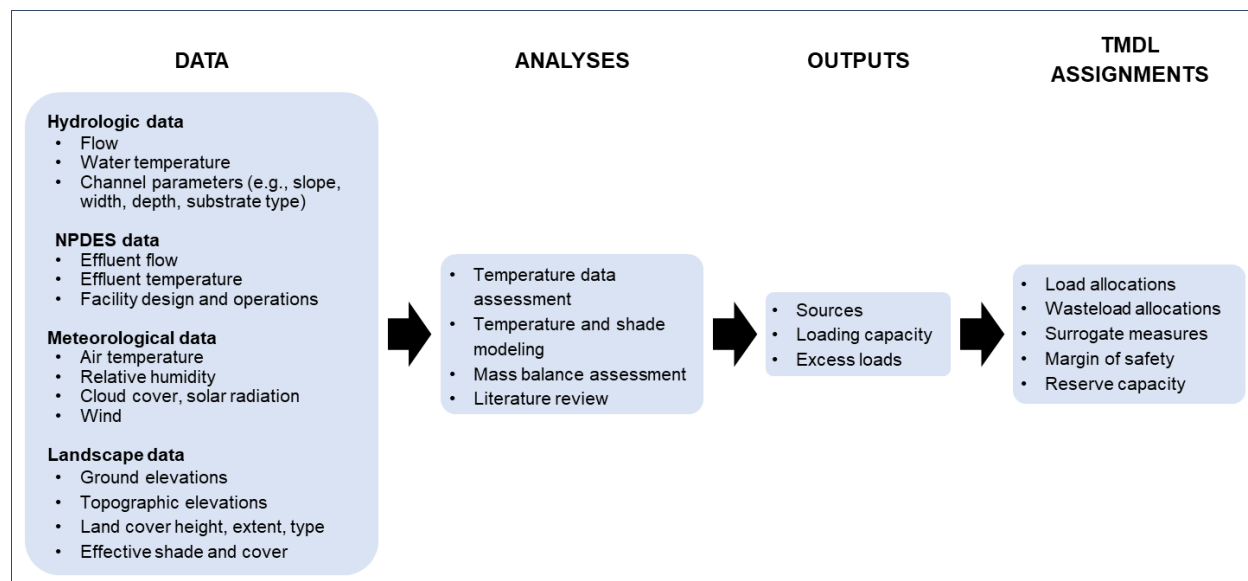 DATA
Hydrologic data
• Flow
• Water temperature
• Channel parameters (e.g., slope,
width, depth, substrate type)
NPDES data
• Effluent flow
• Effluent temperature
• Facility design and operations
Meteorological data
• Air temperature
• Relative humidity
• Cloud cover, solar radiation
• Wind
Landscape data
• Ground elevations
• Topographic elevations
• Land cover height, extent, type
• Effective shade and cover
ANALYSES
• Temperature data
assessment
• Temperature and shade
modeling
• Mass balance assessment
• Literature review
OUTPUTS
• Sources
• Loading capacity
• Excess loads
TMDL
ASSIGNMENTS
• Load allocations
• Wasteload allocations
• Surrogate measures
• Margin of safety
• Reserve capacity